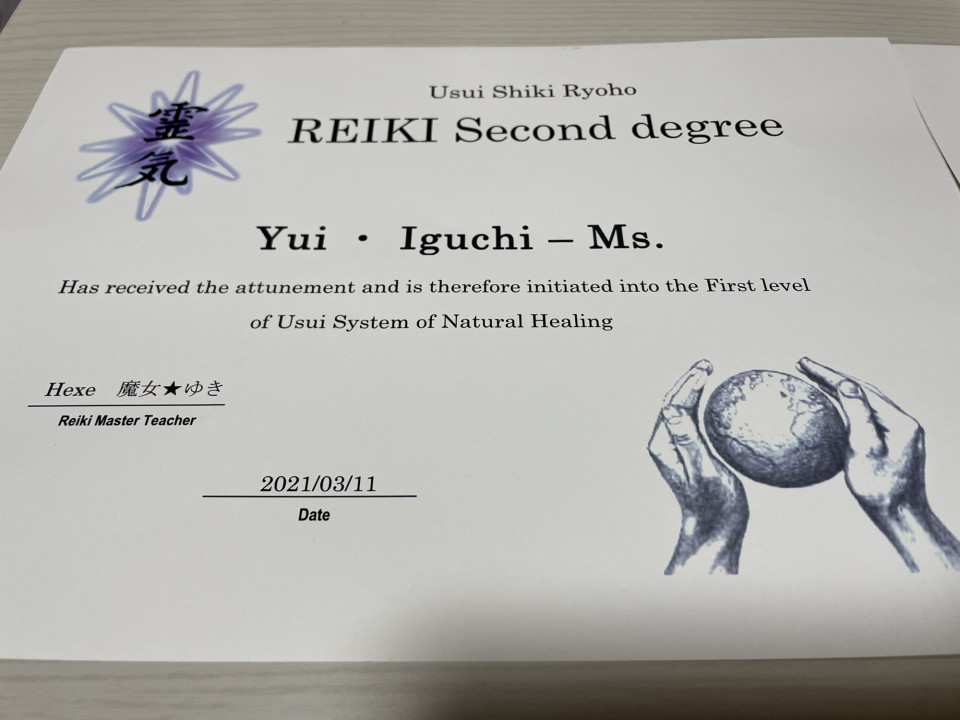 霊気
Usui Shiki Ryoho
REIKI Second degree
Yui ・ Iguchi — Ms.
Has received the attunement and is therefore initiated into the First level
of Usui System of Natural Healing
Hexe 魔女★ゆき
Reiki Master Teacher
2021/03/11
Date